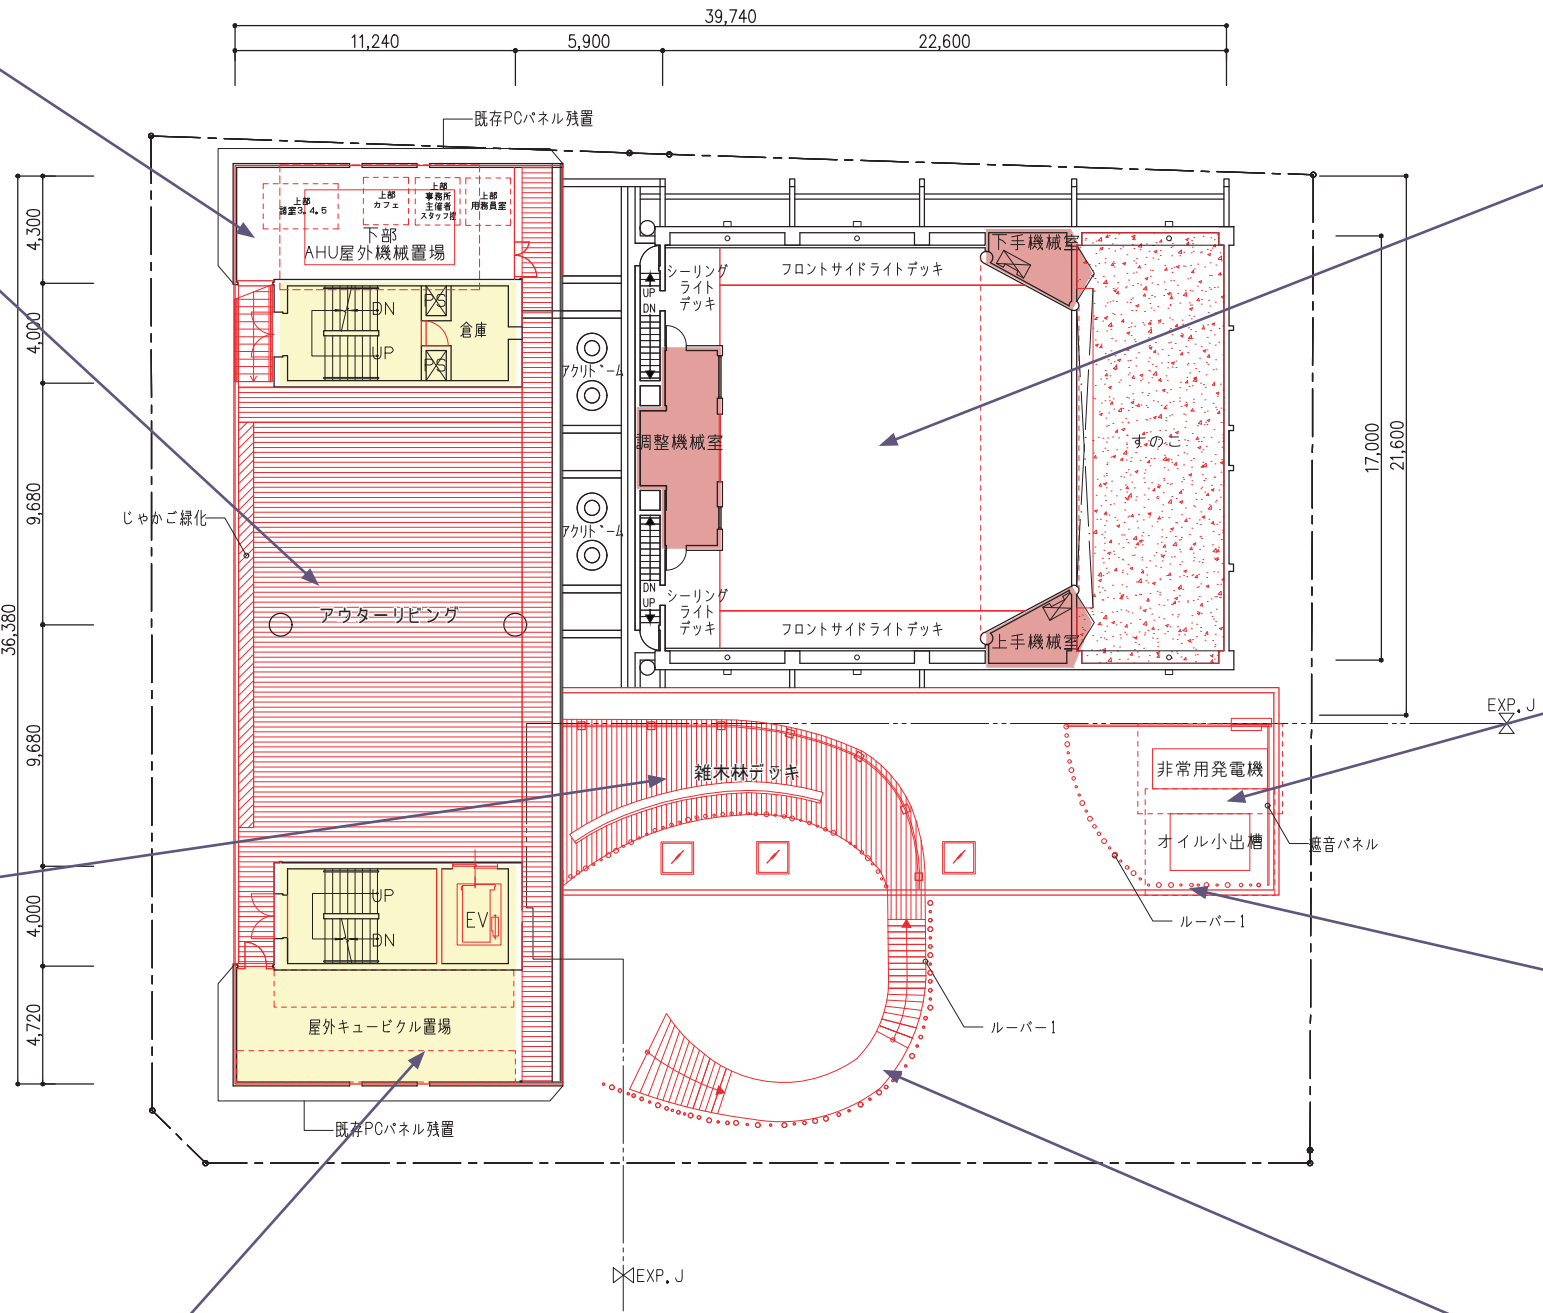 39,740
11,240
5,900
22,600
既存PCパネル残置
上部
諸室3.4.5
上部
カフェ
上部
事務所
主催者
スタッフ控
上部
用務員室
下部
AHU屋外機械置場
4,300
4,000
9,680
9,680
4,000
4,720
36,380
DN
UP
PS
PS
倉庫
アクリドーム
アクリドーム
シーリング
ライト
デッキ
UP
DN
フロントサイドライトデッキ
下手機械室
調整機械室
すのこ
17,000
21,600
じゃかご緑化
アウターリビング
DN
UP
シーリング
ライト
デッキ
フロントサイドライトデッキ
上手機械室
EXP.J
雑木林デッキ
非常用発電機
オイル小出槽
遮音パネル
ルーバー1
UP
DN
EV
屋外キュービクル置場
ルーバー1
既存PCパネル残置
EXP.J